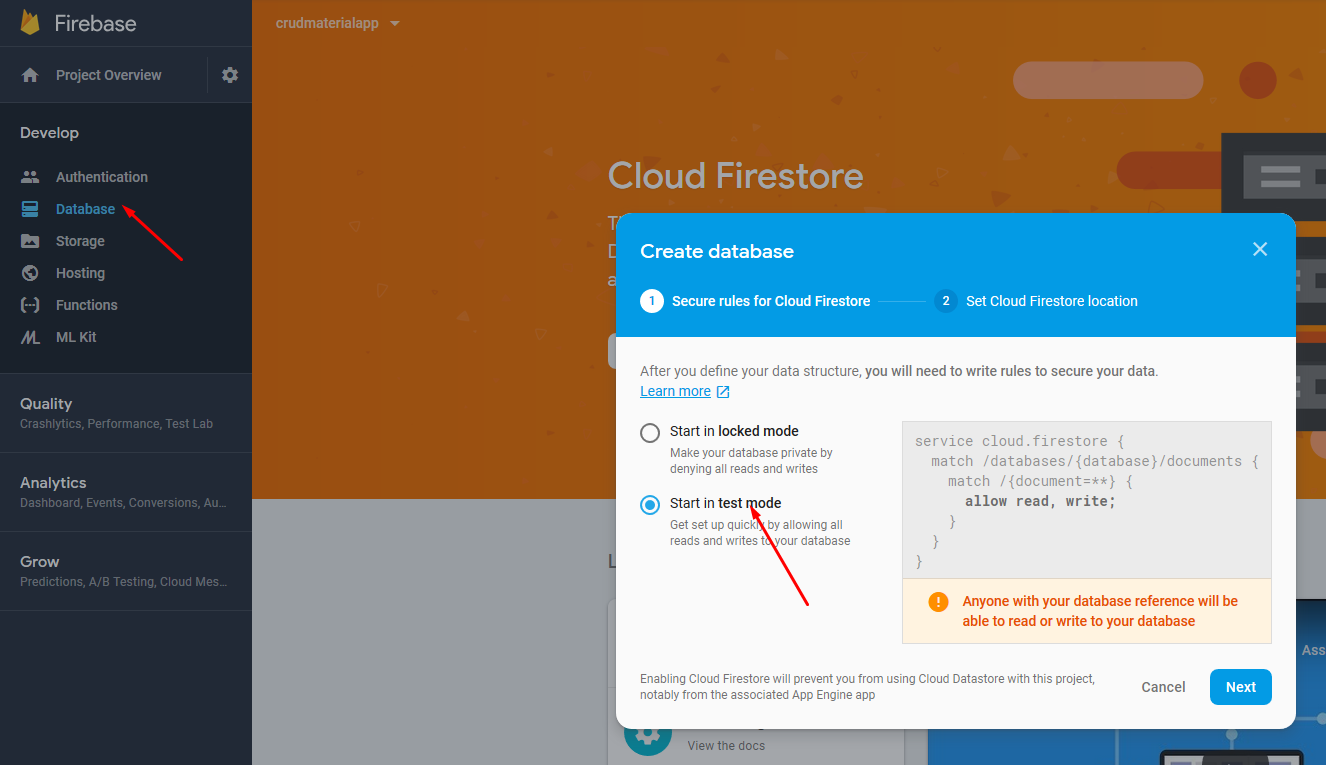 Firebase
crudmaterialapp
Project Overview
Develop
Authentication
Database
Storage
Hosting
Functions
ML Kit
Quality
Crashlytics, Performance, Test Lab
Analytics
Dashboard, Events, Conversions, Au...
Grow
Predictions, A/B Testing, Cloud Mes...
Cloud Firestore
Create database
1 Secure rules for Cloud Firestore
2 Set Cloud Firestore location
After you define your data structure, you will need to write rules to secure your data.
Learn more
Start in locked mode
Make your database private by
denying all reads and writes
Start in test mode
Get set up quickly by allowing all
reads and writes to your database
service cloud.firestore {
match /databases/{database}/documents {
match /{document=**} {
allow read, write;
}
}
}
Anyone with your database reference will be
able to read or write to your database
Enabling Cloud Firestore will prevent you from using Cloud Datastore with this project,
notably from the associated App Engine app
Cancel
Next
View the docs